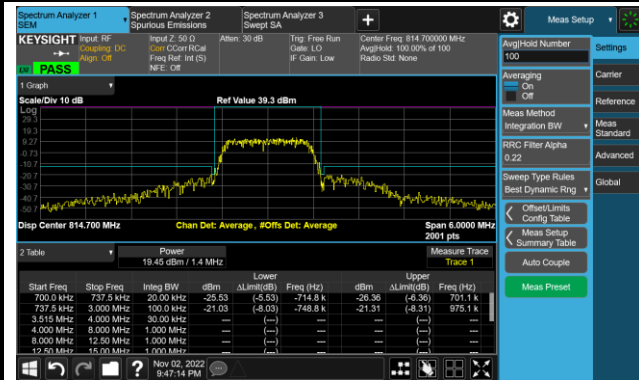 Spectrum Analyzer 1
SEM
Spectrum Analyzer 2
Spurious Emissions
Spectrum Analyzer 3
Swept SA
+
Meas Setup
KEYSIGHT
Input: RF
Coupling: DC
Align: Off
Input Z: 50 Ω
Corr CCorr RCal
Freq Ref: Int (S)
NFE: Off
Atten: 30 dB
Trig: Free Run
Gate: LO
IF Gain: Low
Center Freq: 814.700000 MHz
Avg|Hold: 100.00% of 100
Radio Std: None
PASS
1 Graph
Scale/Div 10 dB
Ref Value 39.3 dBm
Log
29.3
19.3
9.27
-0.73
-10.7
-20.7
-30.7
-40.7
-50.7
Disp Center 814.700 MHz
Chan Det: Average , #Offs Det: Average
Span 6.0000 MHz
2001 pts
2 Table
Power
19.45 dBm / 1.4 MHz
Measure Trace
Trace 1
Lower Upper
Start Freq Stop Freq Integ BW dBm ΔLimit(dB) Freq (Hz) dBm ΔLimit(dB) Freq (Hz)
700.0 kHz 737.5 kHz 20.00 kHz -25.53 (-5.53) -714.8 k -26.36 (-6.36) 701.1 k
737.5 kHz 3.000 MHz 100.0 kHz -21.03 (-8.03) -748.8 k -21.31 (-8.31) 975.1 k
3.515 MHz 4.000 MHz 30.00 kHz --- (---) --- --- (---) ---
4.000 MHz 8.000 MHz 1.000 MHz --- (---) --- --- (---) ---
8.000 MHz 12.50 MHz 1.000 MHz --- (---) --- --- (---) ---
12.50 MHz 15.00 MHz 1.000 MHz --- (---) --- --- (---) ---
Nov 02, 2022
9:47:14 PM
Avg|Hold Number
100
Averaging
On
Off
Meas Method
Integration BW
RRC Filter Alpha
0.22
Sweep Type Rules
Best Dynamic Rng
Offset/Limits
Config Table
Meas Setup
Summary Table
Auto Couple
Meas Preset
Settings
Carrier
Reference
Meas
Standard
Advanced
Global